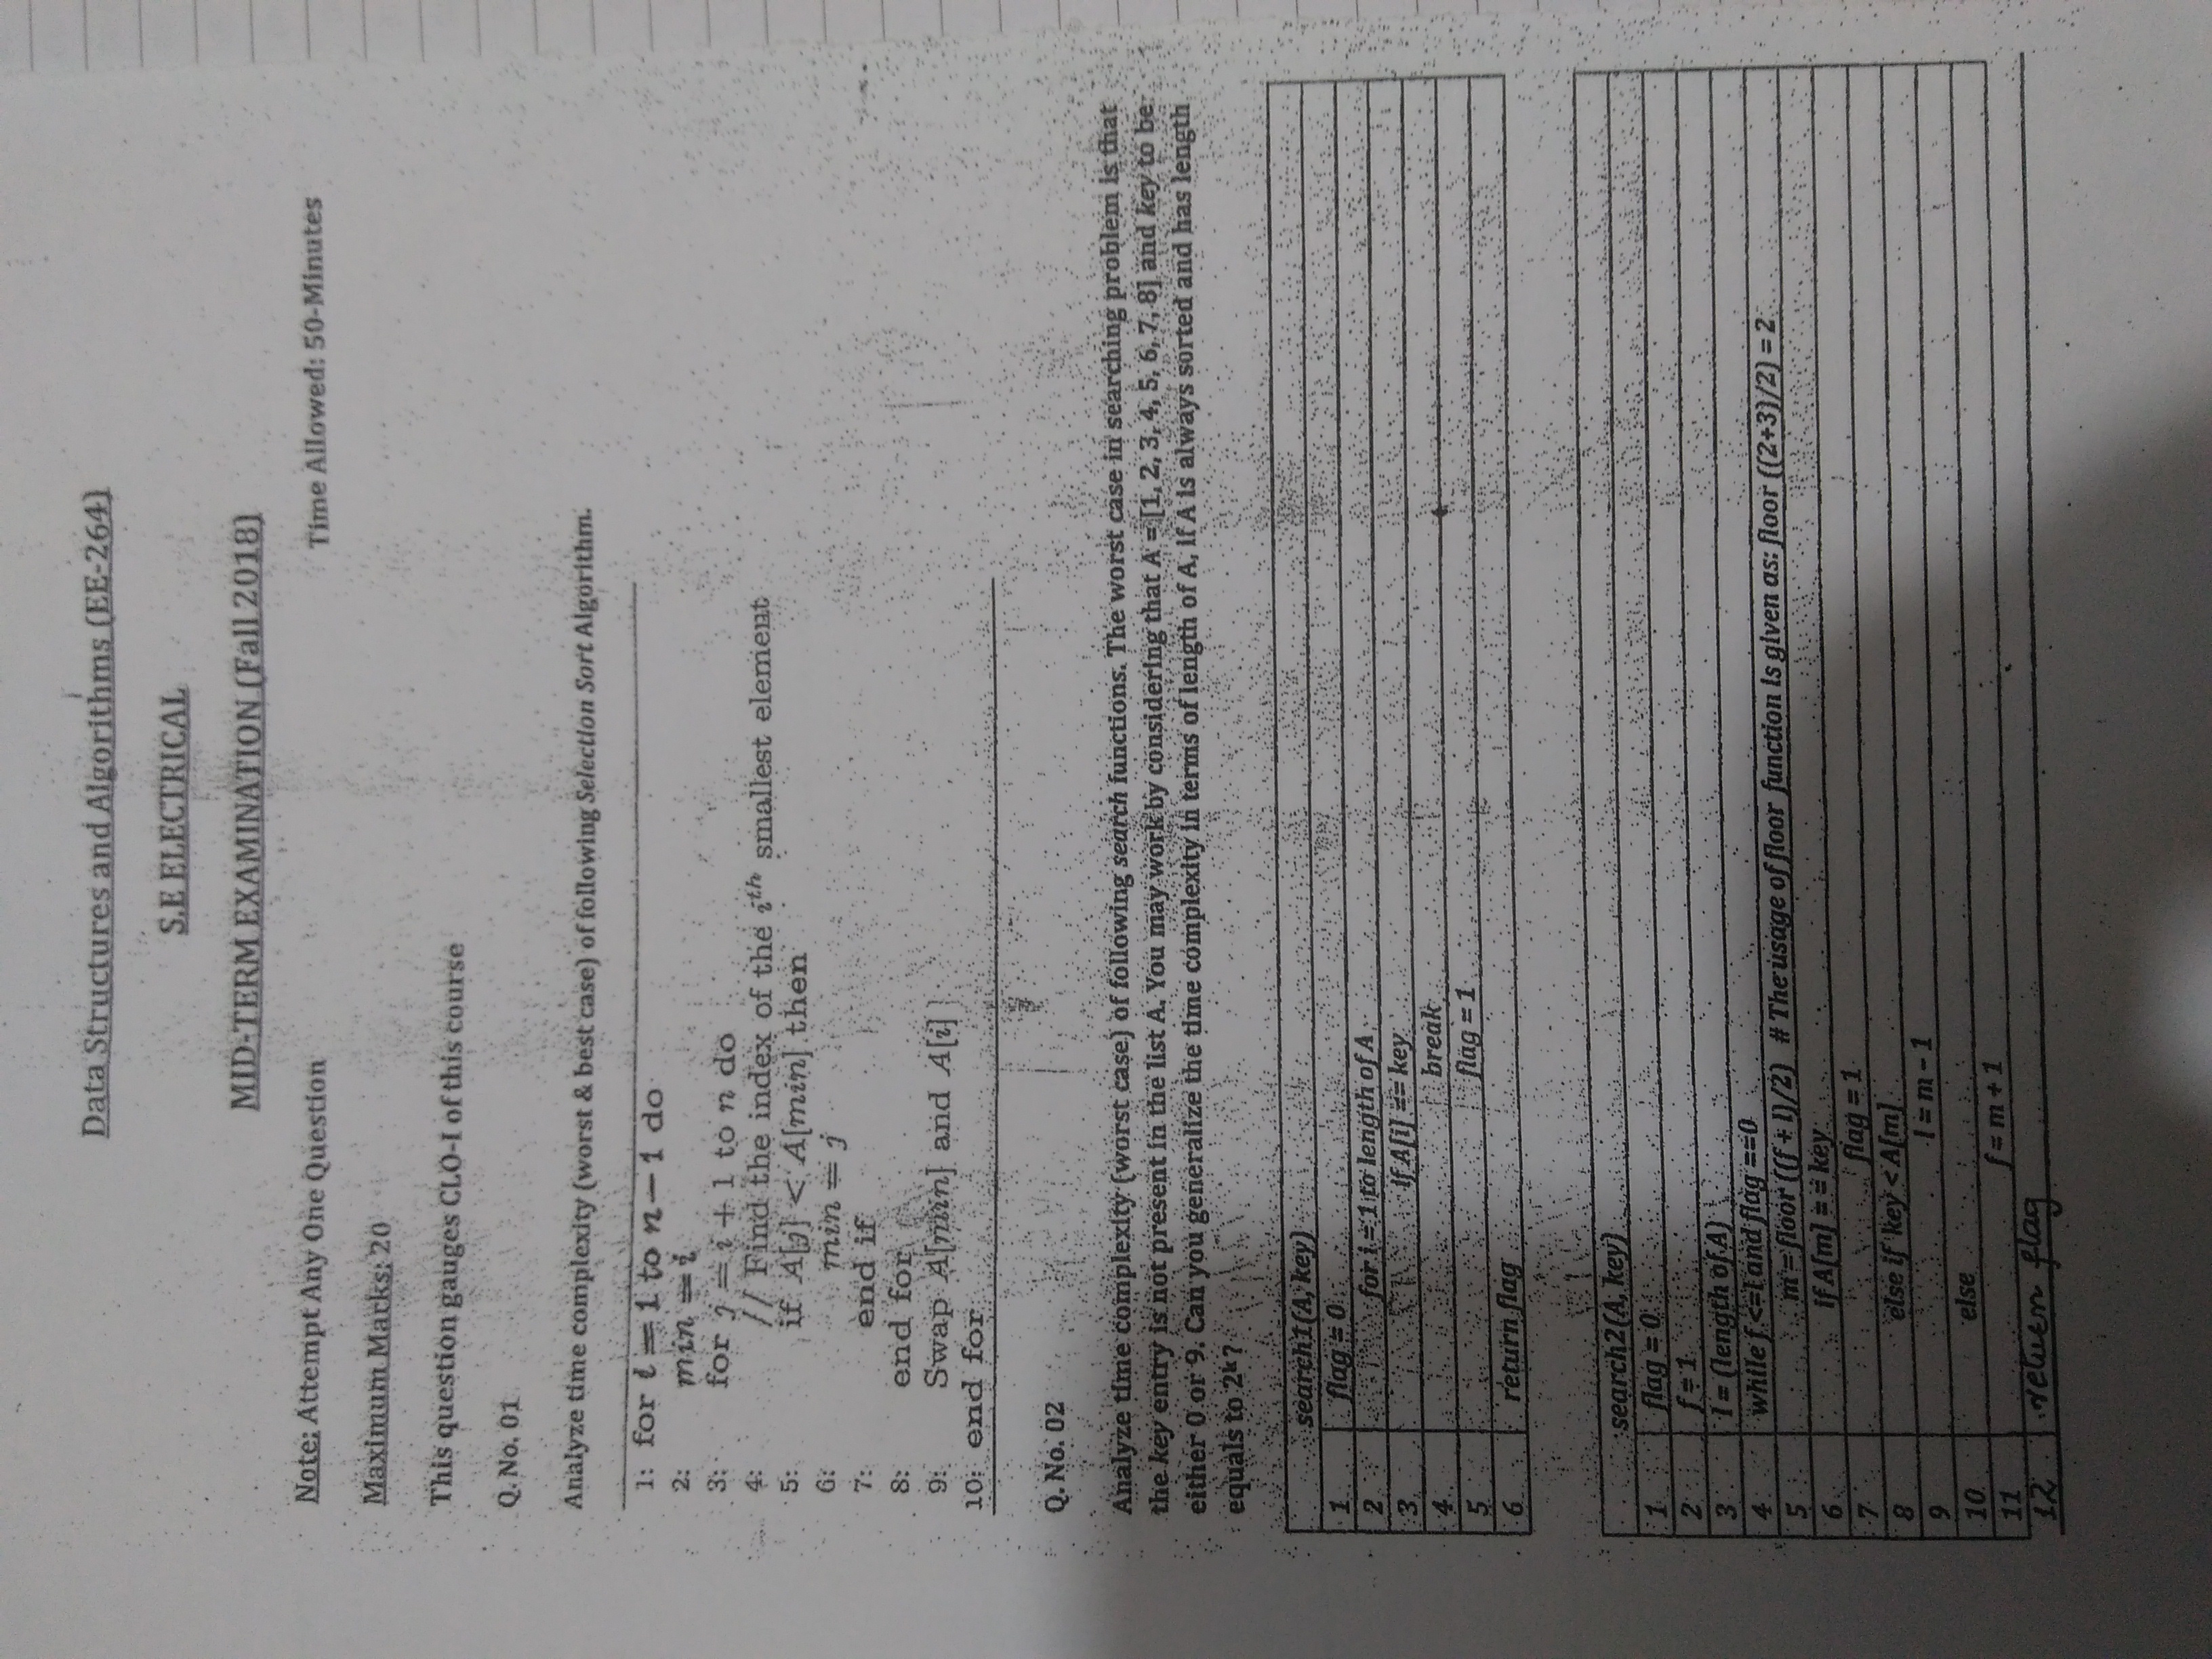 Data Structures and Algorithms (EE-264)
S.E ELECTRICAL
MID-TERM EXAMINATION (Fall 2018)
Note: Attempt Any One Question Time Allowed: 50-Minutes
Maximum Marks: 20
This question gauges CLO-I of this course
Q. No. 01
Analyze time complexity (worst & best case) of following Selection Sort Algorithm.
1: for i = 1 to n − 1 do
2: min = i
3: for j = i + 1 to n do
4: // Find the index of the i^th smallest element
5: if A[j] < A[min] then
6: min = j
7: end if
8: end for
9: Swap A[min] and A[i]
10: end for
Q. No. 02
Analyze time complexity (worst case) of following search functions. The worst case in searching problem is that
the key entry is not present in the list A. You may work by considering that A = [1, 2, 3, 4, 5, 6, 7, 8] and key to be
either 0 or 9. Can you generalize the time complexity in terms of length of A, if A is always sorted and has length
equals to 2^k?
search1(A, key)
1 flag = 0
2 for i = 1 to length of A
3 if A[i] == key
4 break
5 flag = 1
6 return flag
search2(A, key)
1 flag = 0
2 f = 1
3 l = (length of A)
4 while f <=l and flag ==0
5 m = floor ((f + l)/2) # The usage of floor function is given as: floor ((2+3)/2) = 2
6 if A[m] == key
7 flag = 1
8 else if key < A[m]
9 l = m - 1
10 else
11 f = m + 1
12 return flag